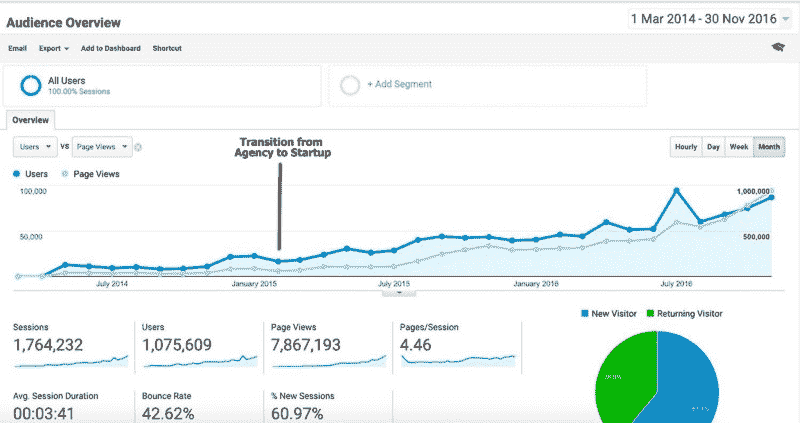 Audience Overview
1 Mar 2014 - 30 Nov 2016
Email Export Add to Dashboard Shortcut
All Users
100.00% Sessions
+ Add Segment
Overview
Users VS Page Views
Hourly Day Week Month
Transition from
Agency to Startup
Users Page Views
100,000 1,000,000
50,000 500,000
July 2014 January 2015 July 2015 January 2016 July 2016
New Visitor Returning Visitor
Sessions Users Page Views Pages/Session
1,764,232 1,075,609 7,867,193 4.46
Avg. Session Duration Bounce Rate % New Sessions
00:03:41 42.62% 60.97%